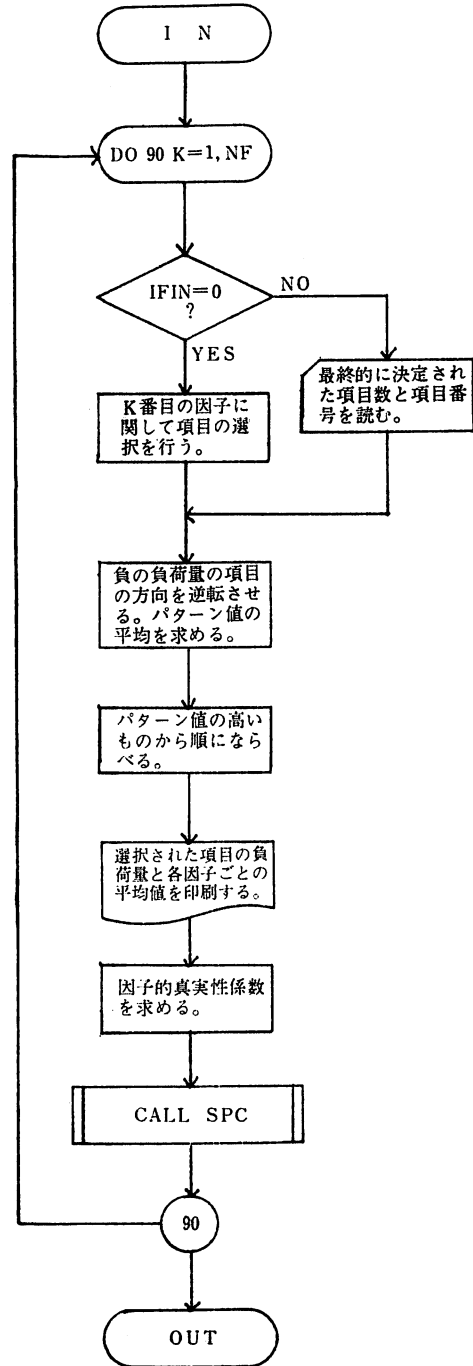 I N
DO 90 K=1, NF
IFIN=0
?
NO
YES
K番目の因子に
関して項目の選
択を行う。
最終的に決定され
た項目数と項目番
号を読む。
負の負荷量の項目
の方向を逆転させ
る。パターン値の
平均を求める。
パターン値の高い
ものから順になら
べる。
選択された項目の負
荷量と各因子ごとの
平均値を印刷する。
因子的真実性係数
を求める。
CALL SPC
90
OUT